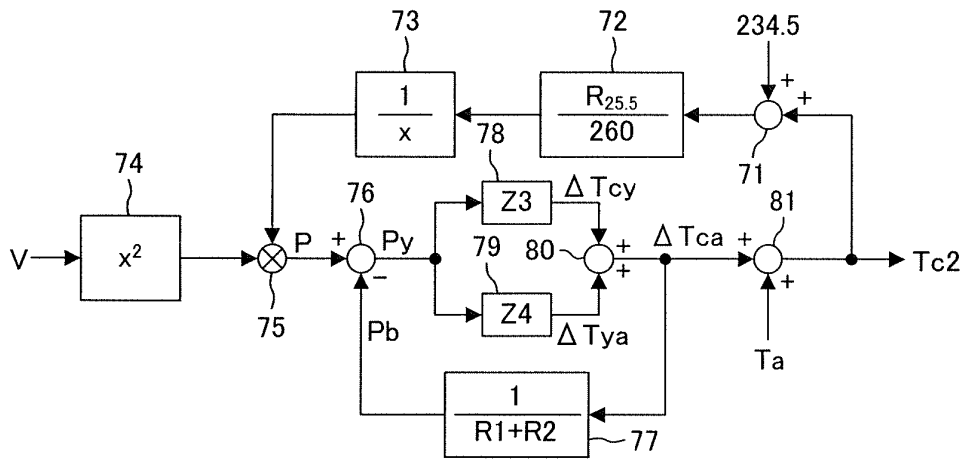 73
72
234.5
1
x
R25.5
260
+
+
71
74
78
ΔTcy
76
Z3
81
V
x2
P
+
Py
79
80
+
+
ΔTca
+
Tc2
−
Z4
+
75
Pb
ΔTya
Ta
1
R1+R2
77